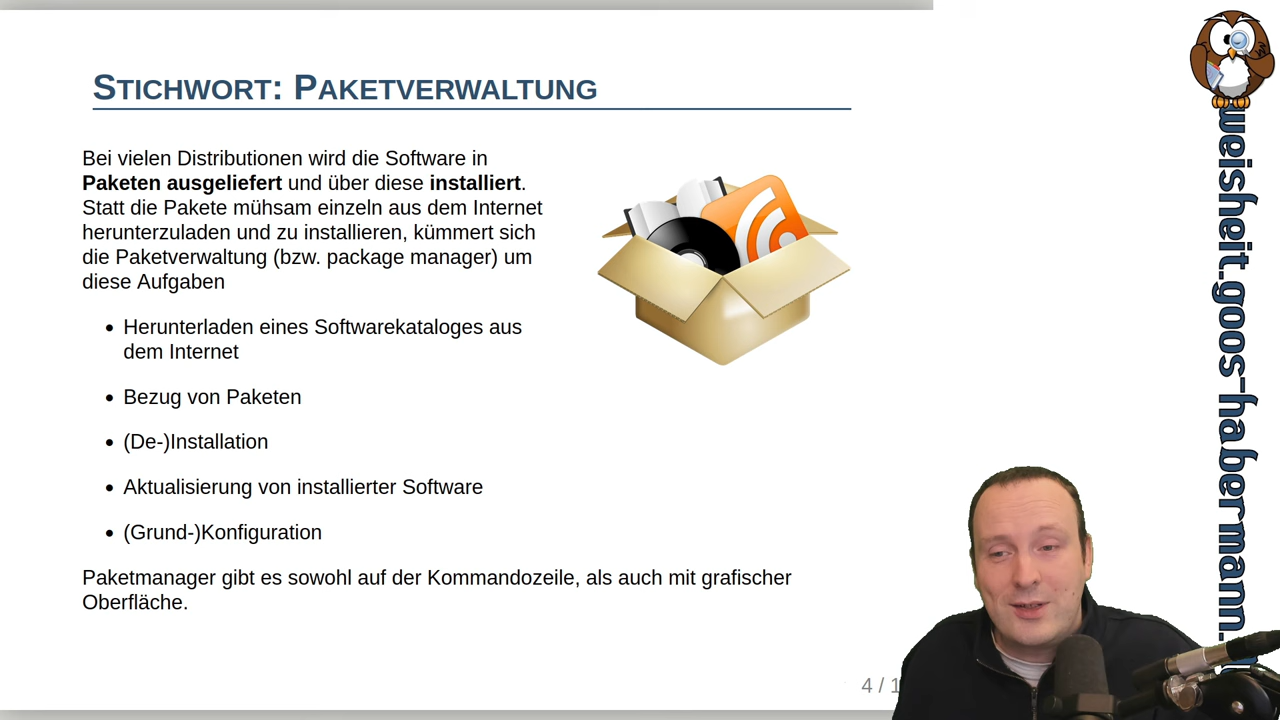 STICHWORT: PAKETVERWALTUNG
Bei vielen Distributionen wird die Software in
Paketen ausgeliefert und über diese installiert.
Statt die Pakete mühsam einzeln aus dem Internet
herunterzuladen und zu installieren, kümmert sich
die Paketverwaltung (bzw. package manager) um
diese Aufgaben
• Herunterladen eines Softwarekataloges aus
dem Internet
• Bezug von Paketen
• (De-)Installation
• Aktualisierung von installierter Software
• (Grund-)Konfiguration
Paketmanager gibt es sowohl auf der Kommandozeile, als auch mit grafischer
Oberfläche.
4 / 1
weisheit.goos-habermann.